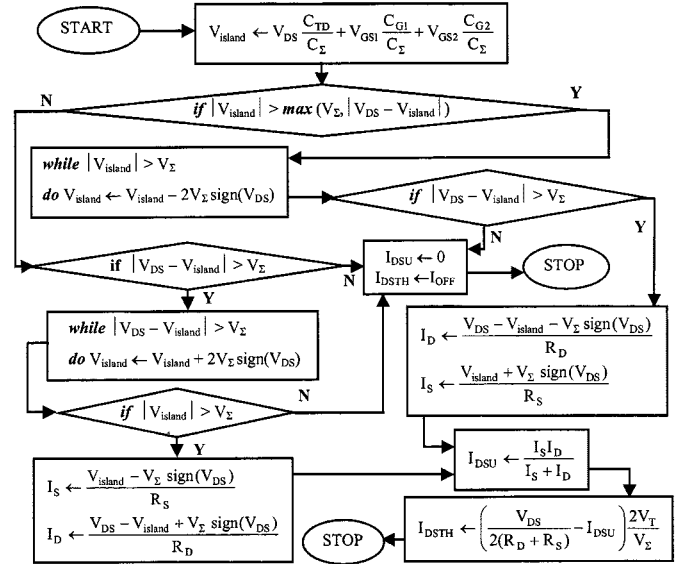 START
V_island ← V_DS C_TD/C_Σ + V_GS1 C_G1/C_Σ + V_GS2 C_G2/C_Σ
N
Y
if |V_island| > max (V_Σ, |V_DS − V_island|)
while |V_island| > V_Σ
do V_island ← V_island − 2V_Σ sign(V_DS)
if |V_DS − V_island| > V_Σ
Y
N
if |V_DS − V_island| > V_Σ
N
Y
I_DSU ← 0
I_DSTH ← I_OFF
STOP
while |V_DS − V_island| > V_Σ
do V_island ← V_island + 2V_Σ sign(V_DS)
I_D ← (V_DS − V_island − V_Σ sign(V_DS))/R_D
I_S ← (V_island + V_Σ sign(V_DS))/R_S
if |V_island| > V_Σ
N
Y
I_S ← (V_island − V_Σ sign(V_DS))/R_S
I_D ← (V_DS − V_island + V_Σ sign(V_DS))/R_D
I_DSU ← I_S I_D/(I_S + I_D)
STOP
I_DSTH ← (V_DS/(2(R_D + R_S)) − I_DSU) 2V_T/V_Σ